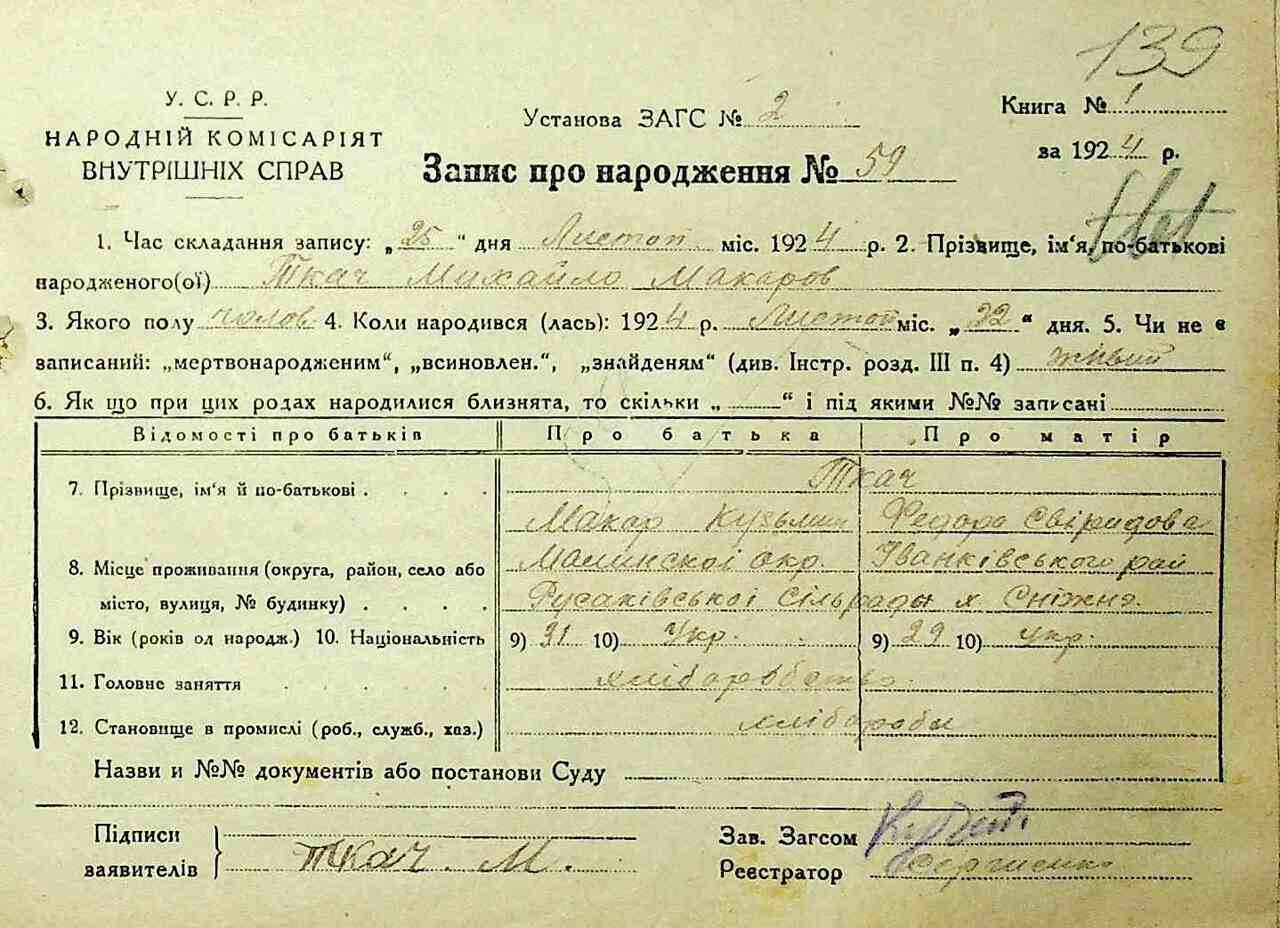 139
У. С. Р. Р.
НАРОДНІЙ КОМІСАРІЯТ
ВНУТРІШНІХ СПРАВ
Установа ЗАГС № 2
Книга № 1
за 1924 р.
Запис про народження № 59
1. Час складання запису: „25“ дня Листоп міс. 1924 р. 2. Прізвище, ім'я, по-батькові
народженого(ої) Ткач Михайло Макаров
3. Якого полу чолов 4. Коли народився (лась): 1924 р. Листоп міс. „22“ дня. 5. Чи не є
записаний: „мертвонародженим“, „всиновлен.“, „знайденям“ (див. Інстр. розд. III п. 4) живий
6. Як що при цих родах народилися близнята, то скільки „ “ і під якими №№ записані
Відомості про батьків Про батька Про матір
7. Прізвище, ім'я й по-батькові . . . . Ткач
Макар Кузьмин Федора Свіридова
8. Місце проживання (округа, район, село або Малинскої окр. Іванківського рай
місто, вулиця, № будинку) . . . . Русаківської Сільрады х. Сніжне
9. Вік (років од народж.) 10. Національність 9) 31 10) Укр. 9) 29 10) Укр.
11. Головне заняття . . . . . хлібаробство
12. Становище в промислі (роб., служб., хаз.) хлібаробы
Назви и №№ документів або постанови Суду
Підписи
заявителів Ткач. М.
Зав. Загсом
Реєстратор Сергиенко